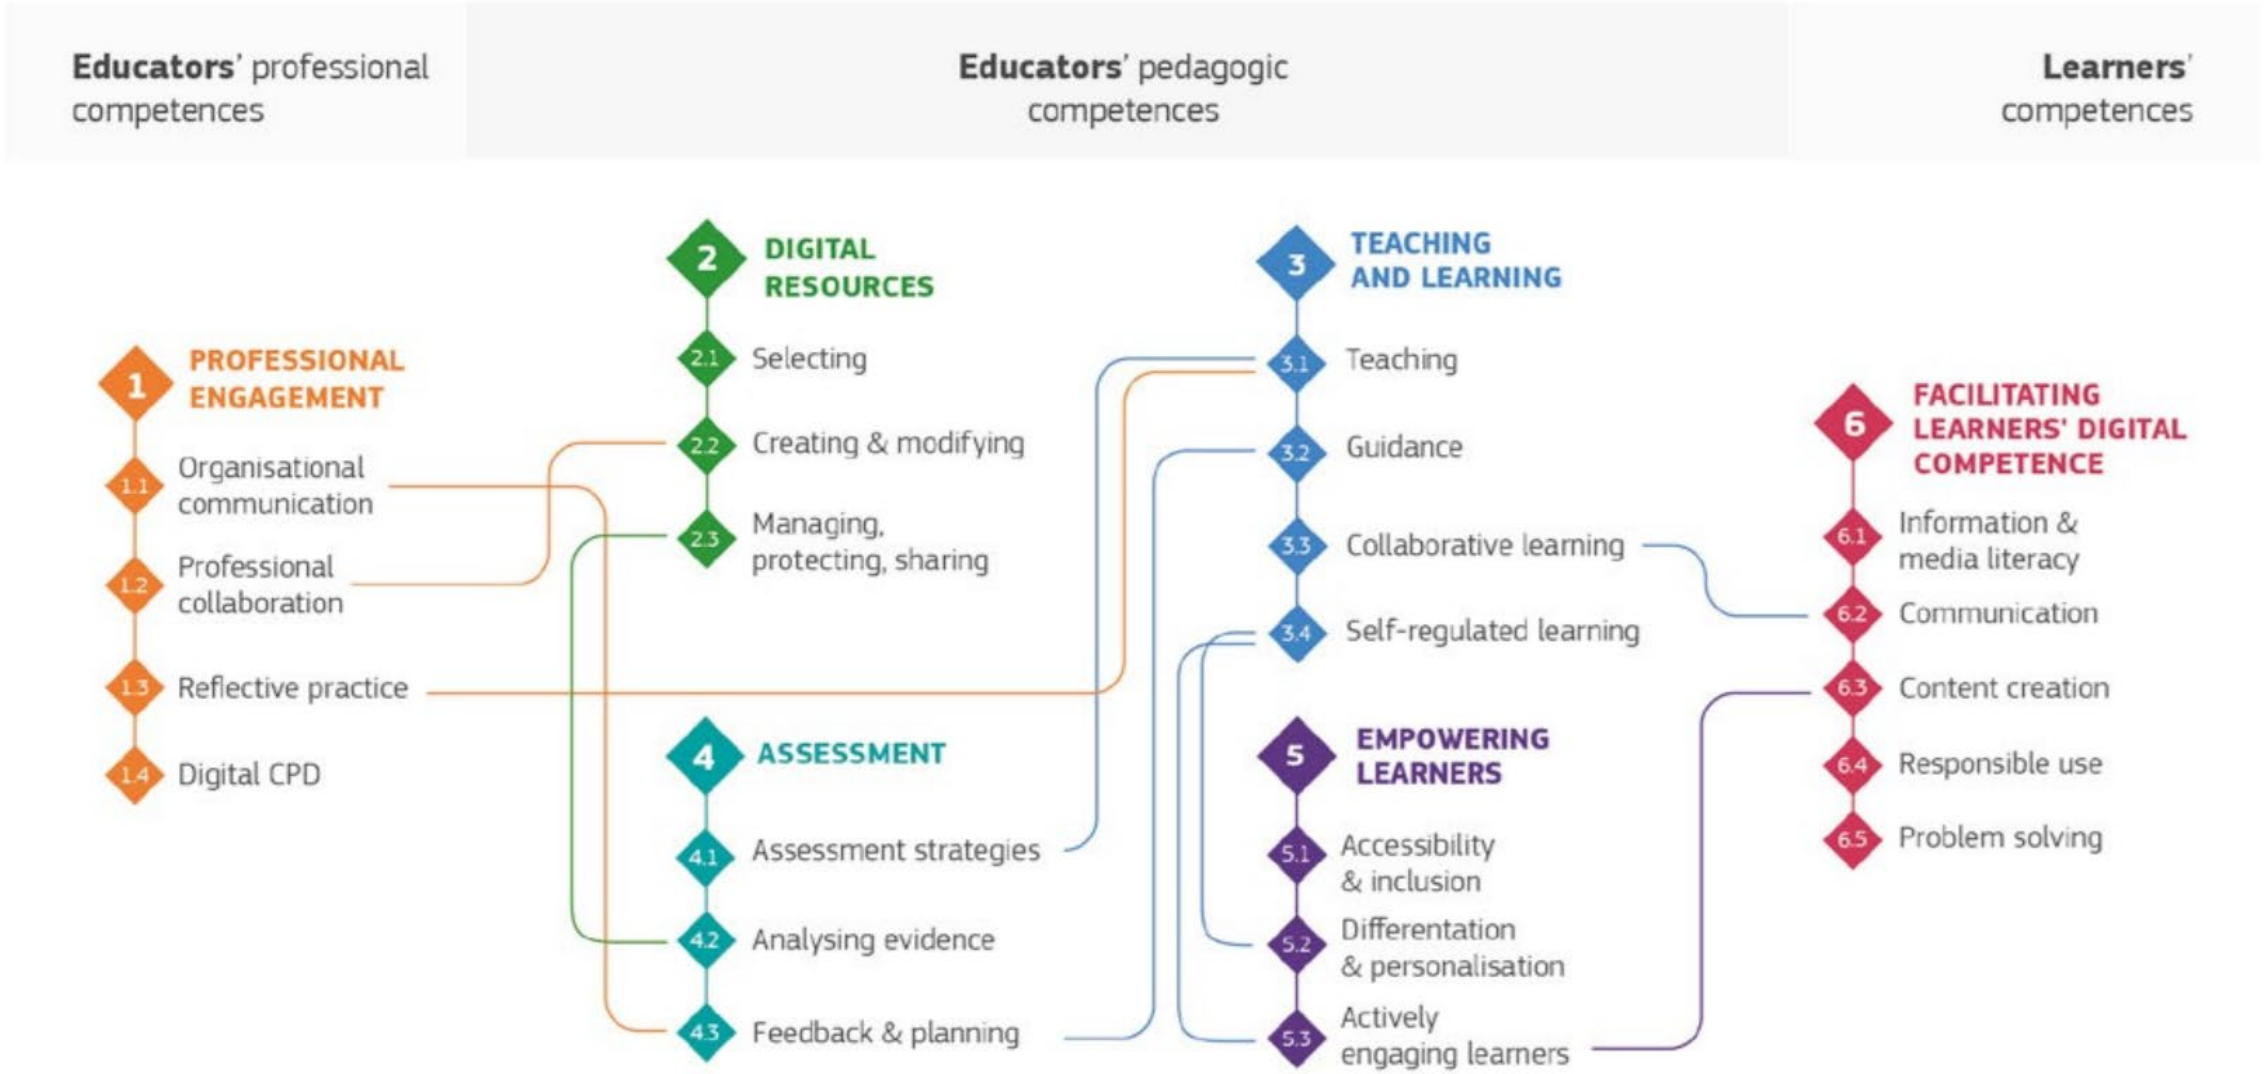 Educators' professional
competences
Educators' pedagogic
competences
Learners'
competences
1
PROFESSIONAL
ENGAGEMENT
1.1
Organisational
communication
1.2
Professional
collaboration
1.3
Reflective practice
1.4
Digital CPD
2
DIGITAL
RESOURCES
2.1
Selecting
2.2
Creating & modifying
2.3
Managing,
protecting, sharing
4
ASSESSMENT
4.1
Assessment strategies
4.2
Analysing evidence
4.3
Feedback & planning
3
TEACHING
AND LEARNING
3.1
Teaching
3.2
Guidance
3.3
Collaborative learning
3.4
Self-regulated learning
5
EMPOWERING
LEARNERS
5.1
Accessibility
& inclusion
5.2
Differentation
& personalisation
5.3
Actively
engaging learners
6
FACILITATING
LEARNERS' DIGITAL
COMPETENCE
6.1
Information &
media literacy
6.2
Communication
6.3
Content creation
6.4
Responsible use
6.5
Problem solving